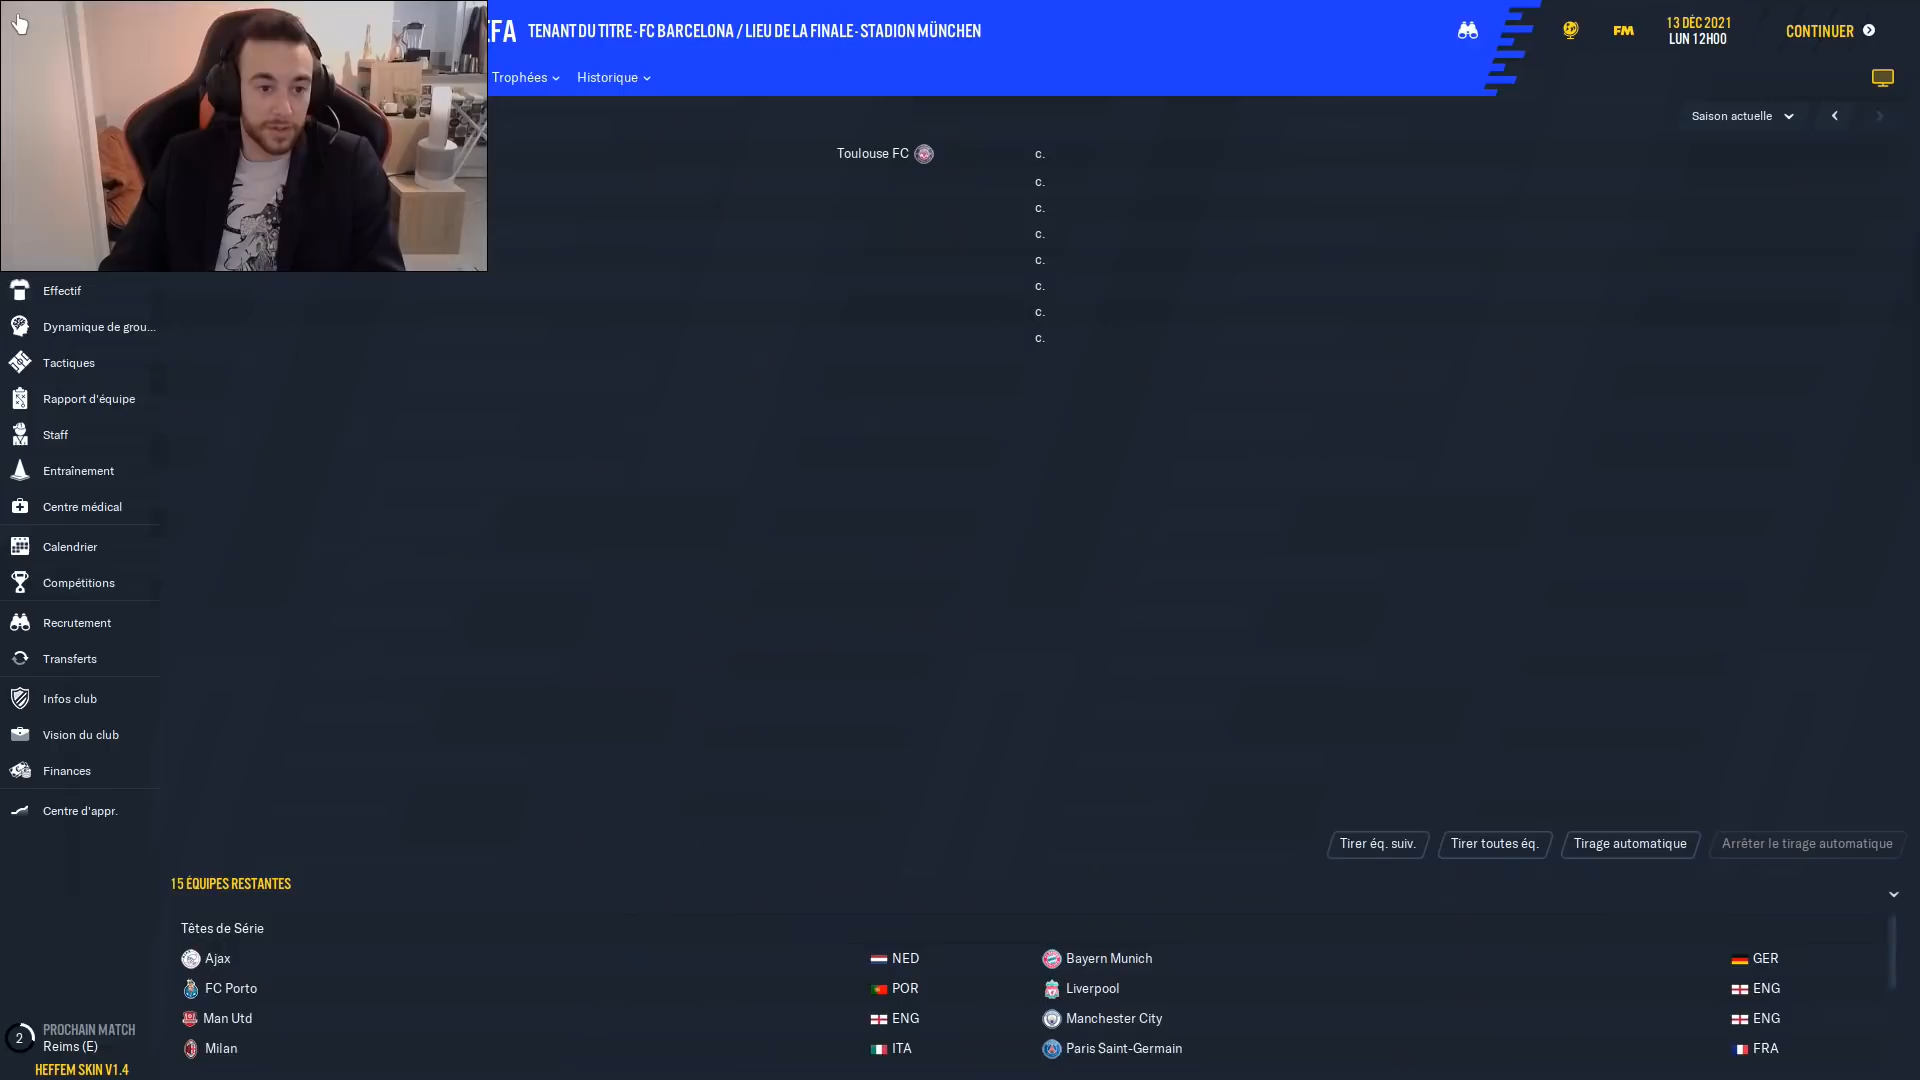 TENANT DU TITRE - FC BARCELONA / LIEU DE LA FINALE - STADION MÜNCHEN
FM
13 DÉC 2021
LUN 12H00
CONTINUER
Trophées
Historique
Saison actuelle
Toulouse FC
c.
c.
c.
c.
c.
c.
c.
c.
Effectif
Dynamique de grou...
Tactiques
Rapport d'équipe
Staff
Entraînement
Centre médical
Calendrier
Compétitions
Recrutement
Transferts
Infos club
Vision du club
Finances
Centre d'appr.
Tirer éq. suiv.
Tirer toutes éq.
Tirage automatique
Arrêter le tirage automatique
15 ÉQUIPES RESTANTES
Têtes de Série
Ajax NED Bayern Munich GER
FC Porto POR Liverpool ENG
Man Utd ENG Manchester City ENG
Milan ITA Paris Saint-Germain FRA
2
PROCHAIN MATCH
Reims (E)
HEFFEM SKIN V1.4